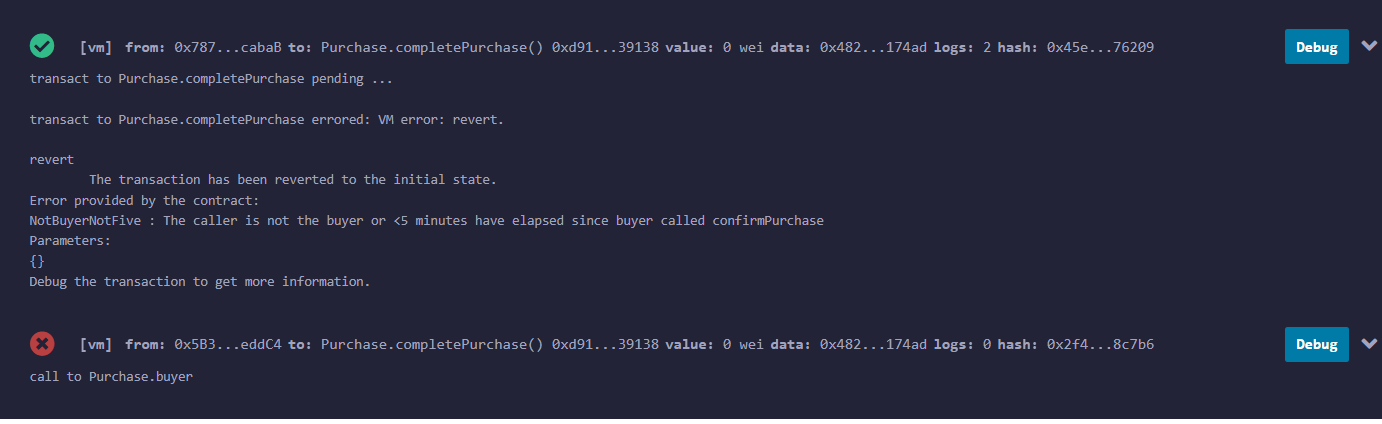 [vm] from: 0x787...cabaB to: Purchase.completePurchase() 0xd91...39138 value: 0 wei data: 0x482...174ad logs: 2 hash: 0x45e...76209 Debug
transact to Purchase.completePurchase pending ...
transact to Purchase.completePurchase errored: VM error: revert.
revert
The transaction has been reverted to the initial state.
Error provided by the contract:
NotBuyerNotFive : The caller is not the buyer or <5 minutes have elapsed since buyer called confirmPurchase
Parameters:
{}
Debug the transaction to get more information.
[vm] from: 0x5B3...eddC4 to: Purchase.completePurchase() 0xd91...39138 value: 0 wei data: 0x482...174ad logs: 0 hash: 0x2f4...8c7b6 Debug
call to Purchase.buyer